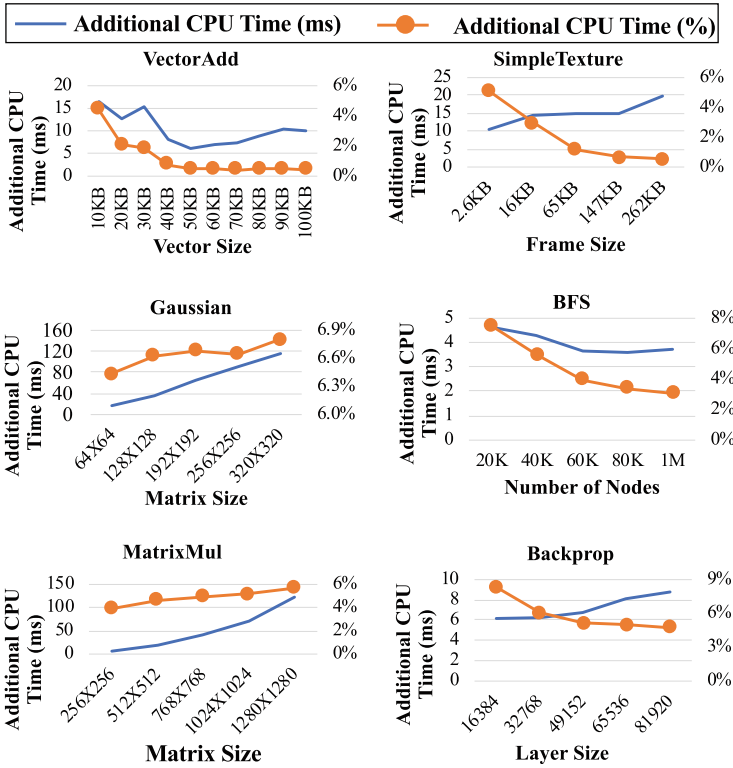 Additional CPU Time (ms) Additional CPU Time (%)
VectorAdd
Additional CPU
Time (ms)
20
15
10
5
0
6%
4%
2%
0%
10KB
20KB
30KB
40KB
50KB
60KB
70KB
80KB
90KB
100KB
Vector Size
SimpleTexture
Additional CPU
Time (ms)
25
20
15
10
5
0
6%
4%
2%
0%
2.6KB
16KB
65KB
147KB
262KB
Frame Size
Gaussian
Additional CPU
Time (ms)
160
120
80
40
0
6.9%
6.6%
6.3%
6.0%
64X64
128X128
192X192
256X256
320X320
Matrix Size
BFS
Additional CPU
Time (ms)
5
4
3
2
1
0
8%
6%
4%
2%
0%
20K
40K
60K
80K
1M
Number of Nodes
MatrixMul
Additional CPU
Time (ms)
150
100
50
0
6%
4%
2%
0%
256X256
512X512
768X768
1024X1024
1280X1280
Matrix Size
Backprop
Additional CPU
Time (ms)
10
8
6
4
2
0
9%
6%
3%
0%
16384
32768
49152
65536
81920
Layer Size